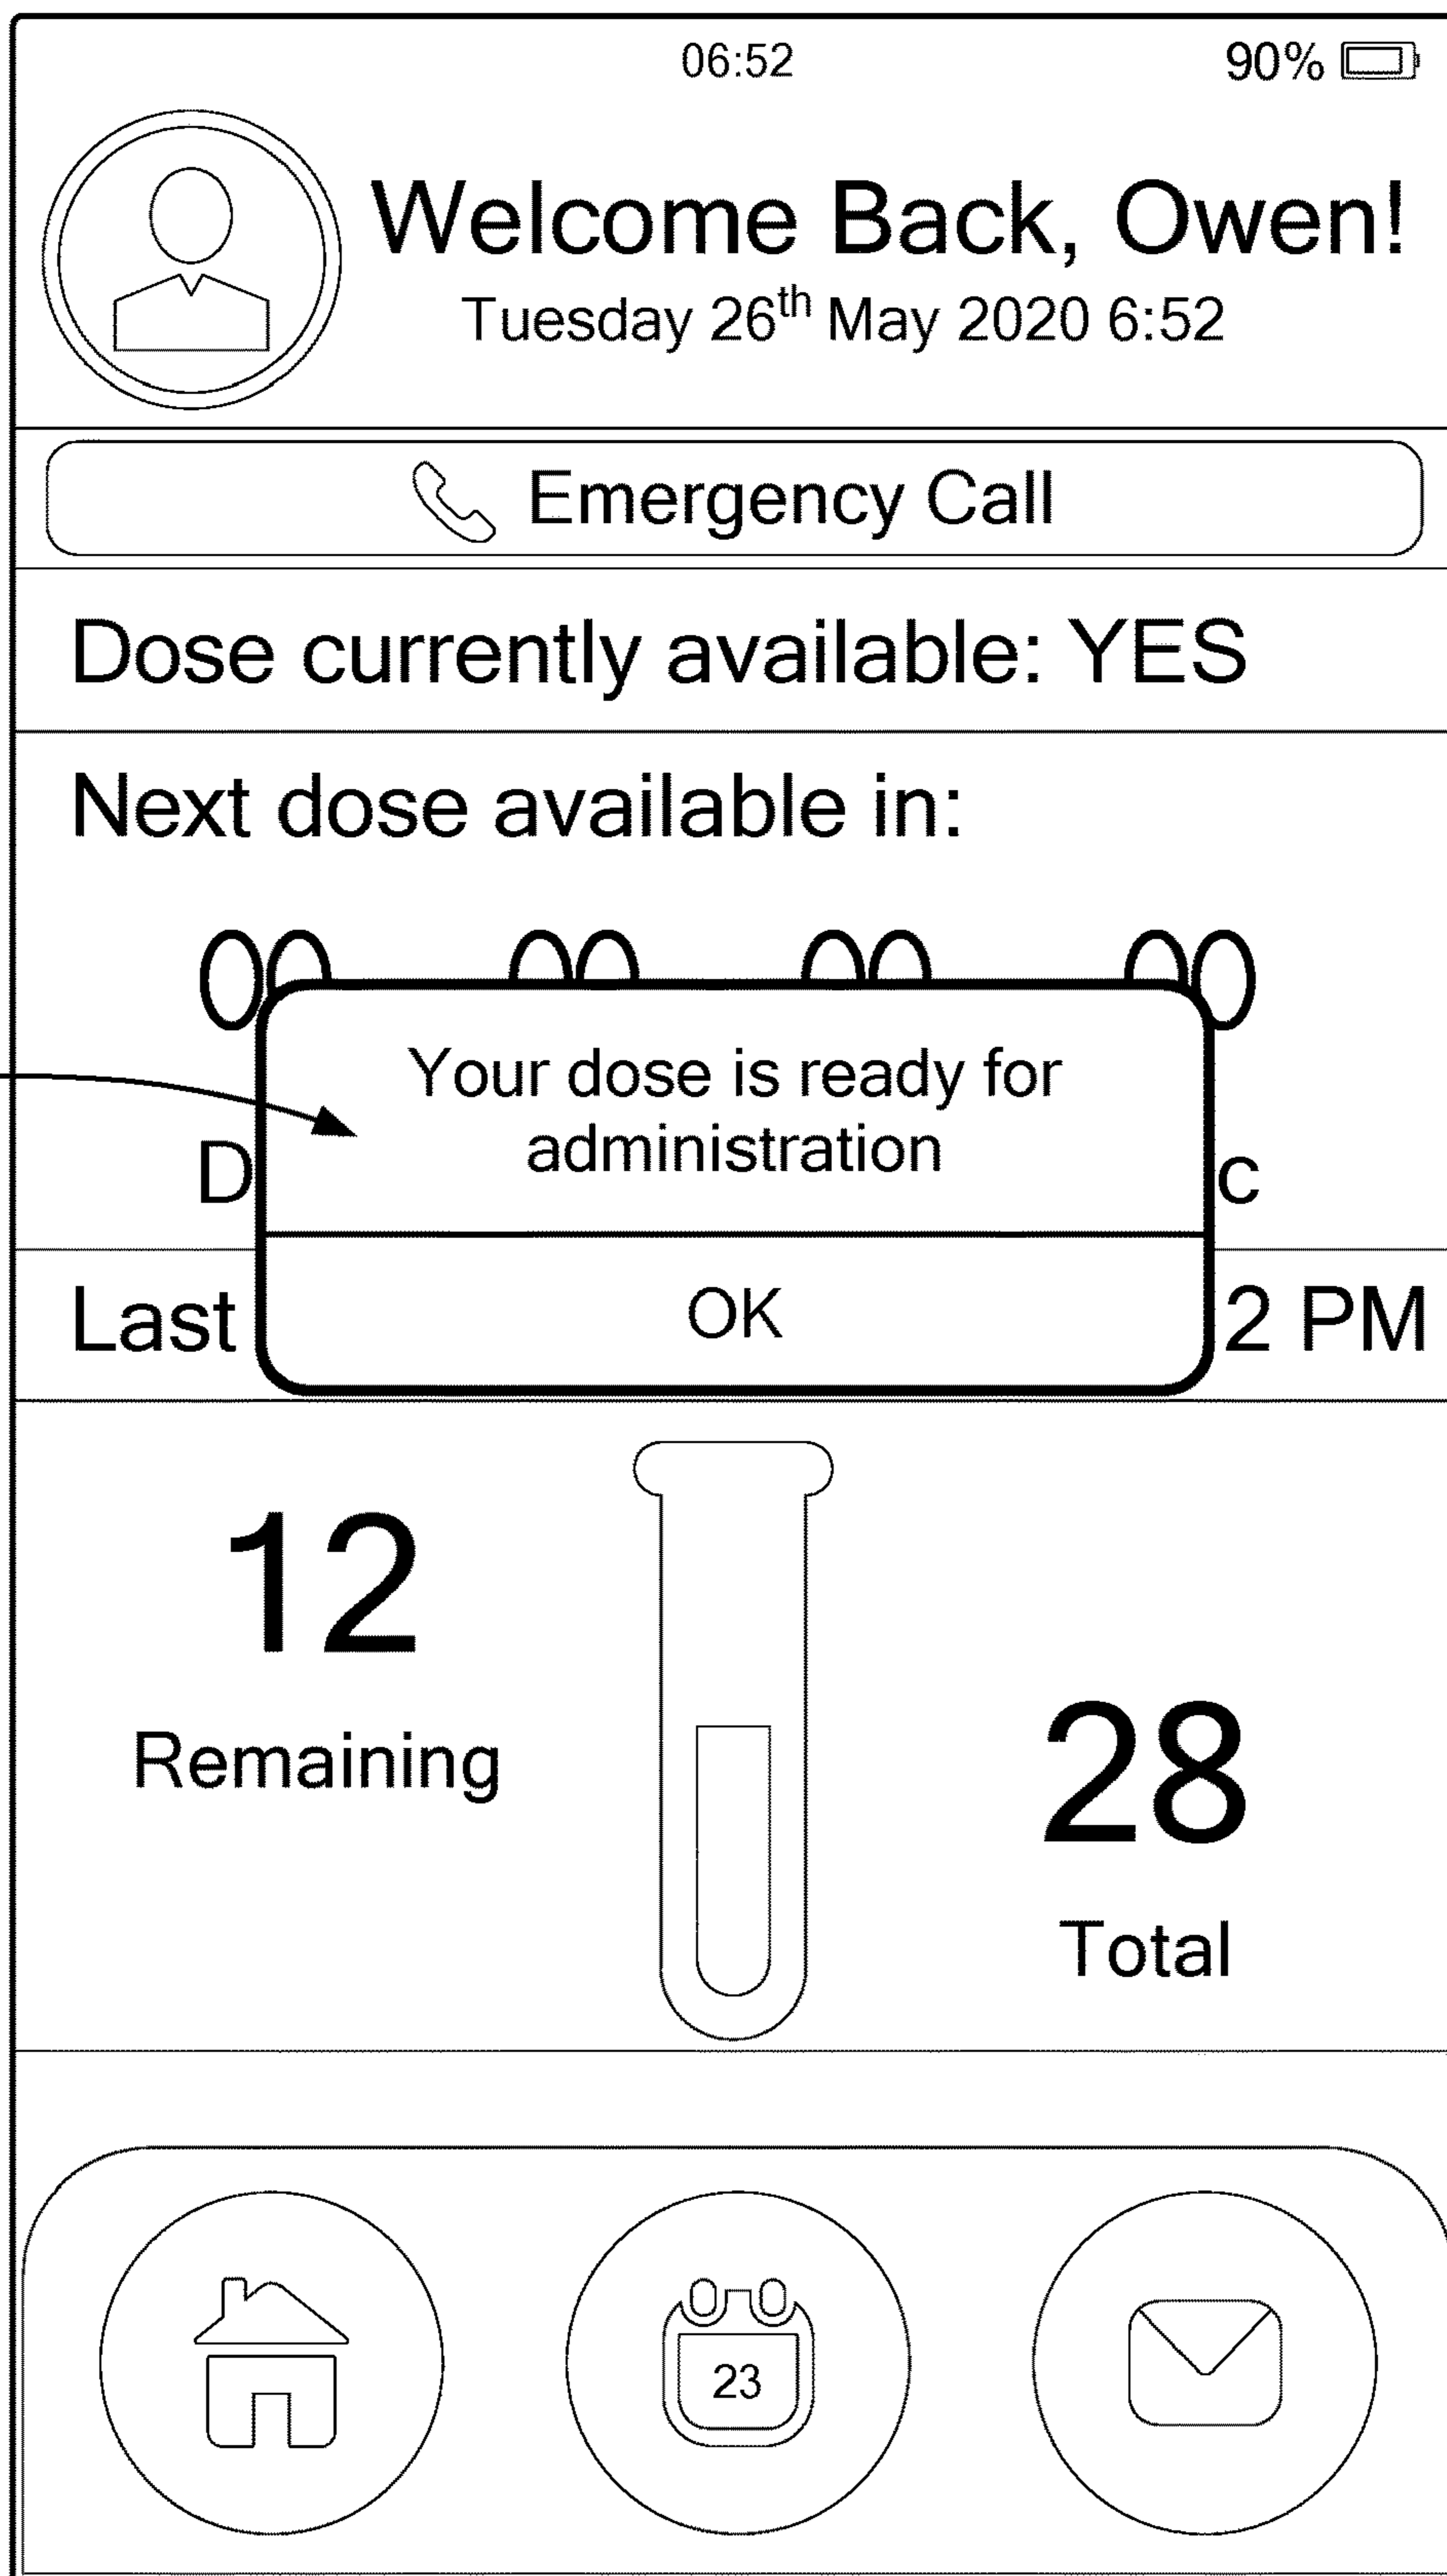 06:52 90%
Welcome Back, Owen!
Tuesday 26th May 2020 6:52
Emergency Call
Dose currently available: YES
Next dose available in:
Your dose is ready for
administration
D c
OK
Last 2 PM
12
Remaining
28
Total
23